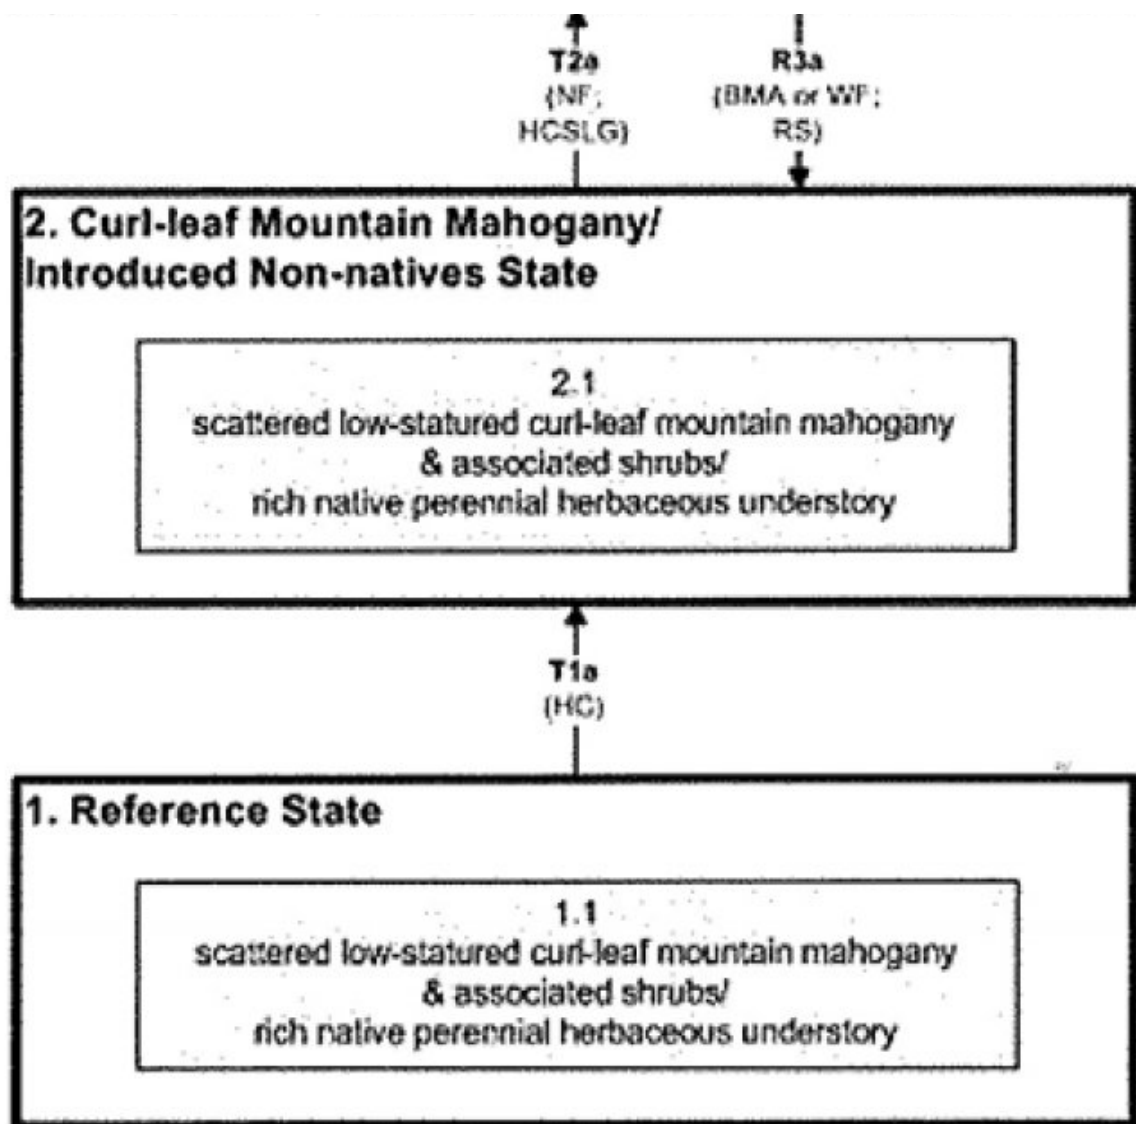 T2a
(NF;
HCSLG)
R3a
(BMA or WF;
RS)
2. Curl-leaf Mountain Mahogany/
Introduced Non-natives State
2.1
scattered low-statured curl-leaf mountain mahogany
& associated shrubs/
rich native perennial herbaceous understory
T1a
(HC)
1. Reference State
1.1
scattered low-statured curl-leaf mountain mahogany
& associated shrubs/
rich native perennial herbaceous understory